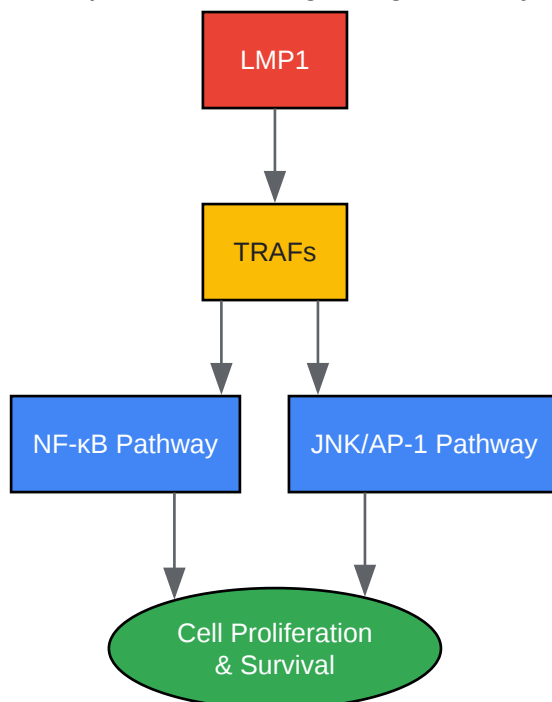 LMP1
TRAFs
NF-κB Pathway
JNK/AP-1 Pathway
Cell Proliferation
& Survival